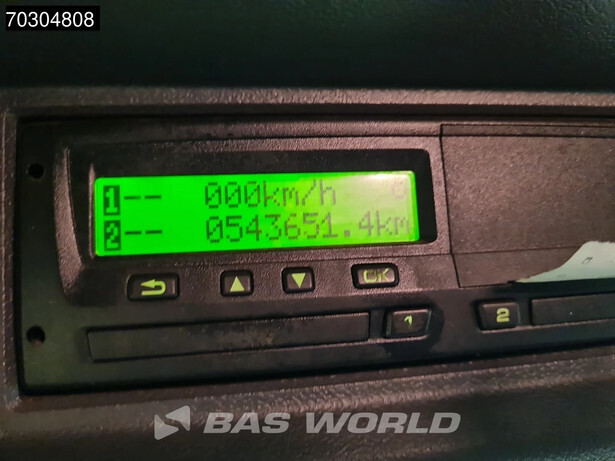 70304808
1-- 000km/h
2-- 0543651.4km
OK
1
2
BAS WORLD